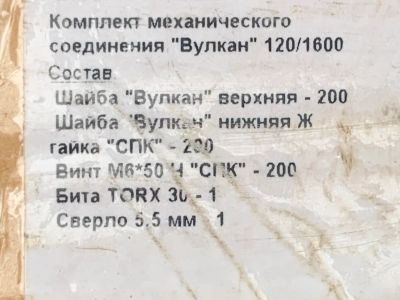 Комплект механического
соединения "Вулкан" 120/1600
Состав
Шайба "Вулкан" верхняя - 200
Шайба "Вулкан" нижняя Ж
гайка "СПК" - 200
Винт М6*50 "СПК" - 200
Бита TORX 30 - 1
Сверло 5.5 мм 1